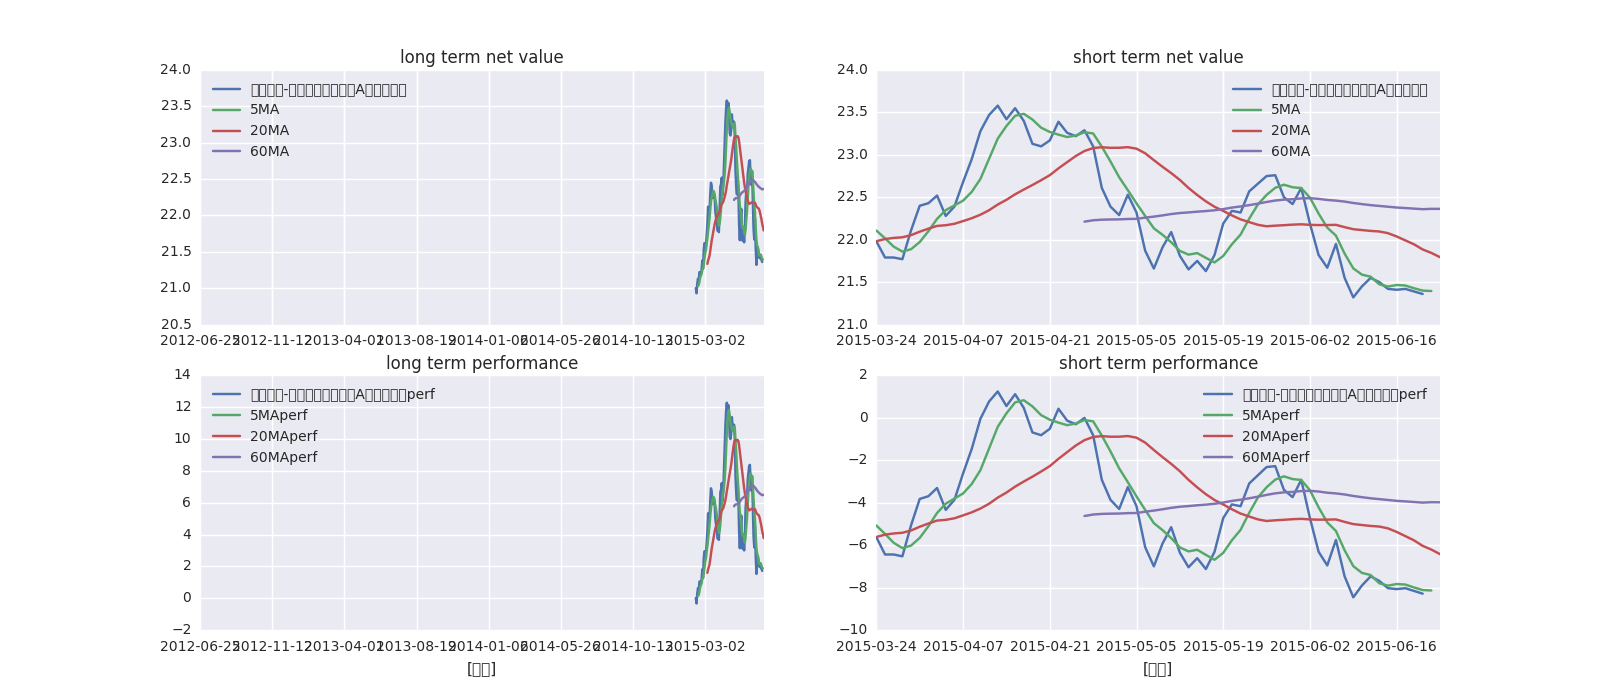 long term net value
24.0
23.5
23.0
22.5
22.0
21.5
21.0
20.5
A
5MA
20MA
60MA
2012-06-25 2012-11-12 2013-04-01 2013-08-19 2014-01-06 2014-05-26 2014-10-13 2015-03-02
short term net value
24.0
23.5
23.0
22.5
22.0
21.5
21.0
A
5MA
20MA
60MA
2015-03-24 2015-04-07 2015-04-21 2015-05-05 2015-05-19 2015-06-02 2015-06-16
long term performance
14
12
10
8
6
4
2
0
−2
A perf
5MAperf
20MAperf
60MAperf
2012-06-25 2012-11-12 2013-04-01 2013-08-19 2014-01-06 2014-05-26 2014-10-13 2015-03-02
short term performance
2
0
−2
−4
−6
−8
−10
A perf
5MAperf
20MAperf
60MAperf
2015-03-24 2015-04-07 2015-04-21 2015-05-05 2015-05-19 2015-06-02 2015-06-16